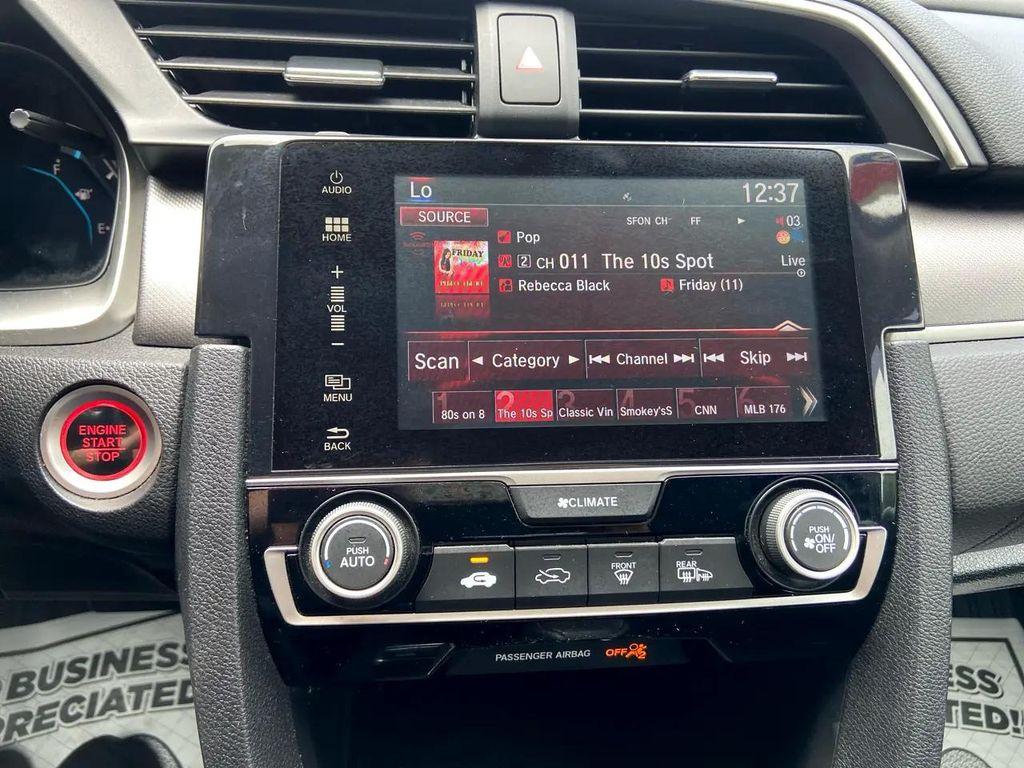 F
E
AUDIO
HOME
+
VOL
−
MENU
BACK
Lo
12:37
SOURCE
SFON CH
FF
03
FRIDAY
Pop
2 CH 011 The 10s Spot
Live
Rebecca Black
Friday (11)
Scan
Category
Channel
Skip
1
80s on 8
2
The 10s Sp
3
Classic Vin
4
Smokey'sS
5
CNN
6
MLB 176
ENGINE
START
STOP
CLIMATE
PUSH
AUTO
FRONT
REAR
PUSH
ON/
OFF
PASSENGER AIRBAG OFF
BUSINESS
PRECIATED
ESS
TED!